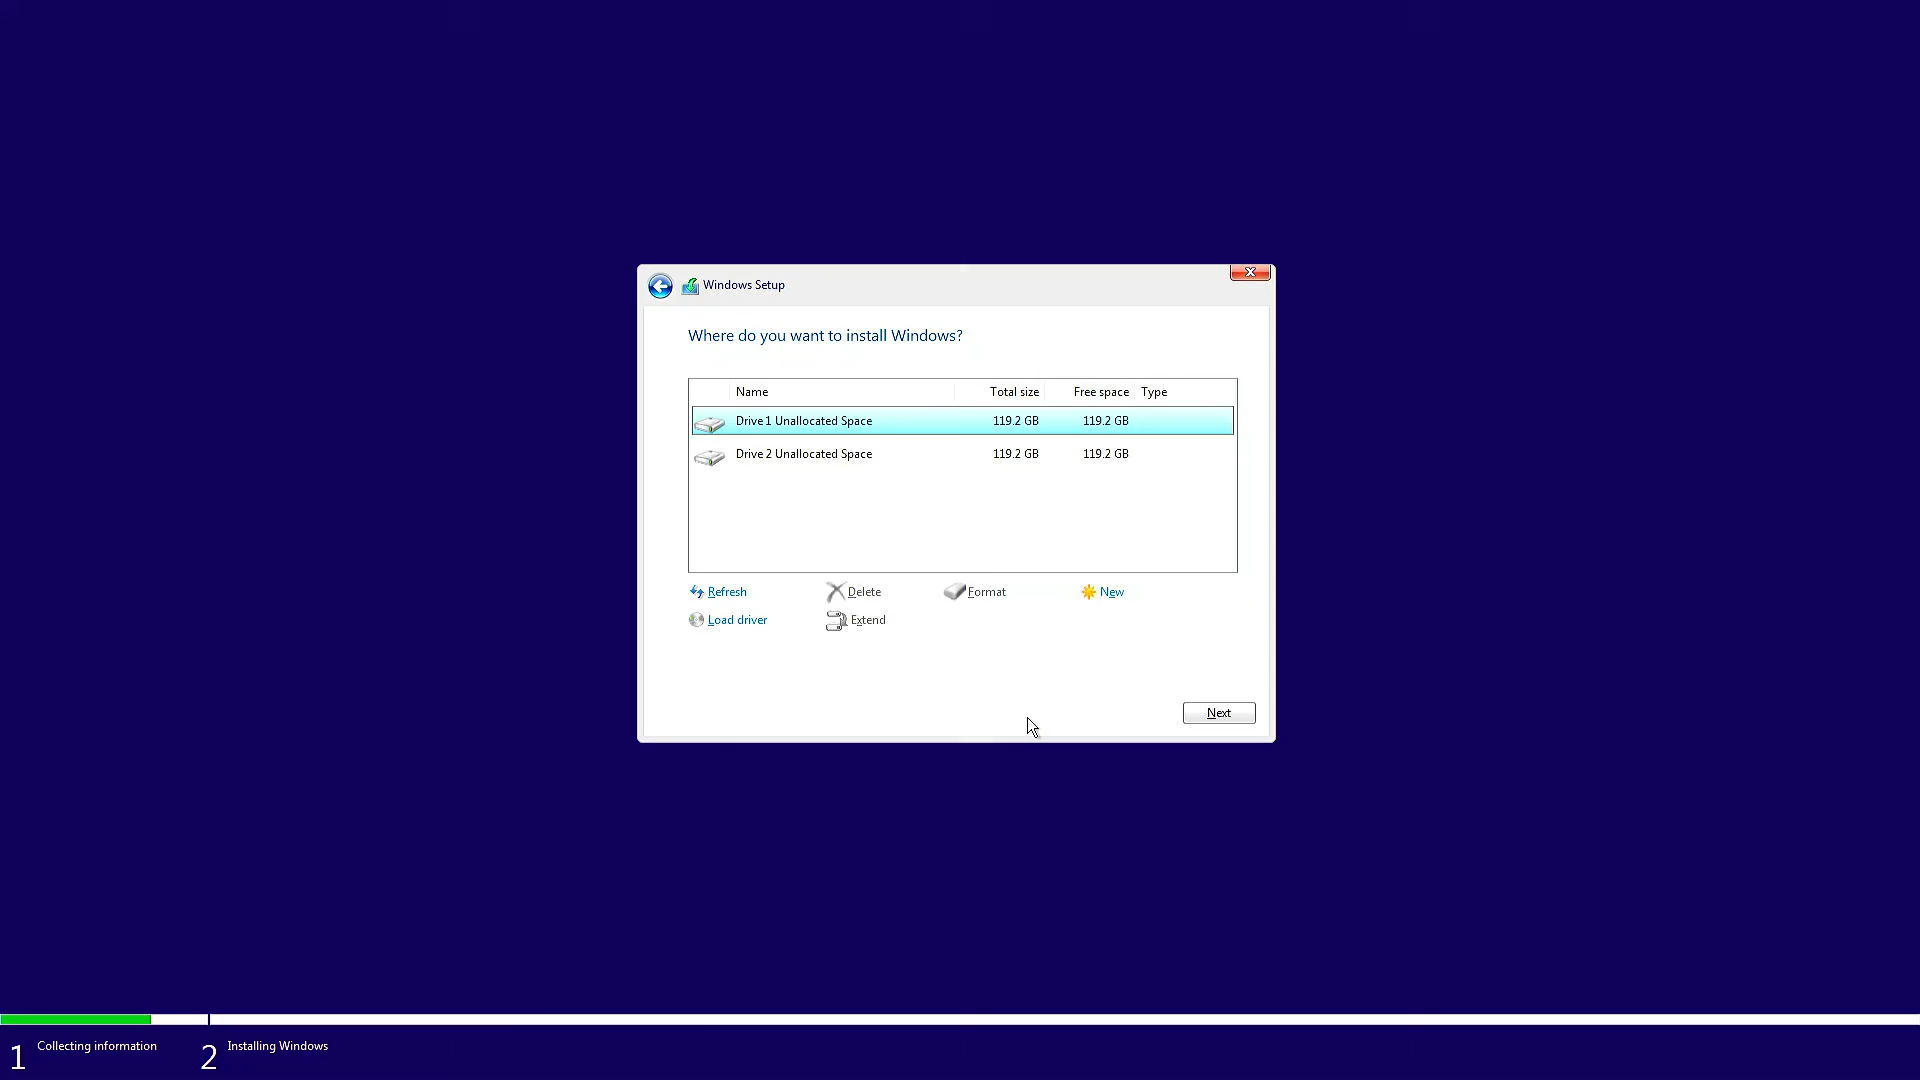 Windows Setup
Where do you want to install Windows?
Name Total size Free space Type
Drive 1 Unallocated Space 119.2 GB 119.2 GB
Drive 2 Unallocated Space 119.2 GB 119.2 GB
Refresh Delete Format New
Load driver Extend
Next
1 Collecting information 2 Installing Windows